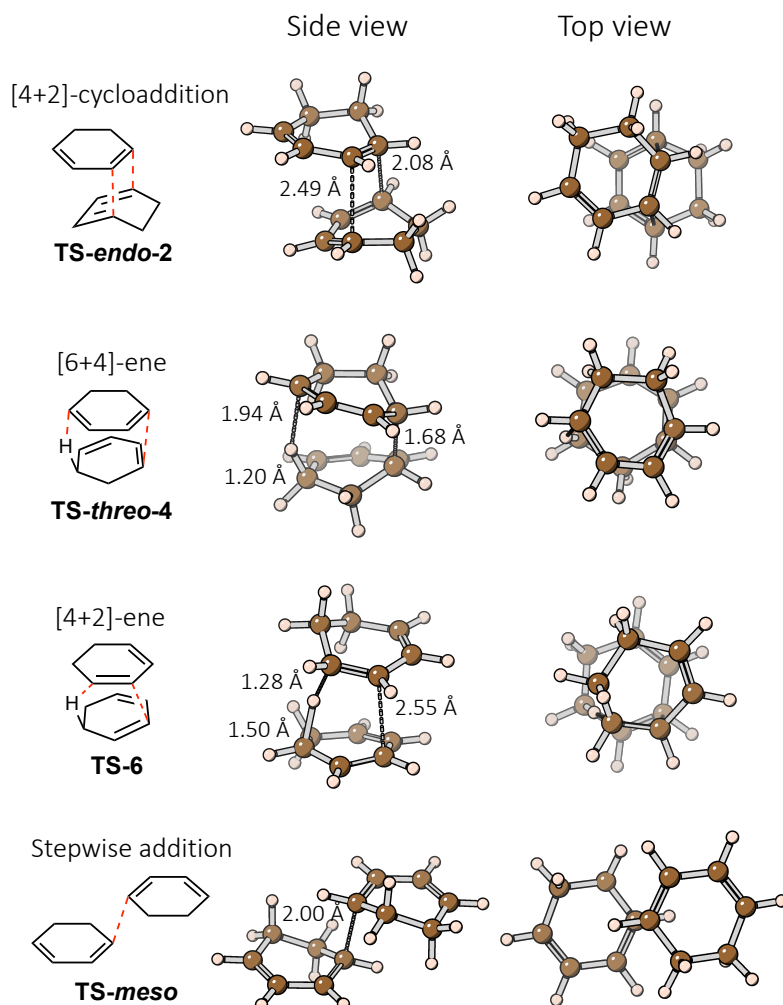 Side view
Top view
[4+2]-cycloaddition
TS-endo-2
2.49 Å
2.08 Å
[6+4]-ene
H
TS-threo-4
1.94 Å
1.68 Å
1.20 Å
[4+2]-ene
H
TS-6
1.28 Å
2.55 Å
1.50 Å
Stepwise addition
TS-meso
2.00 Å